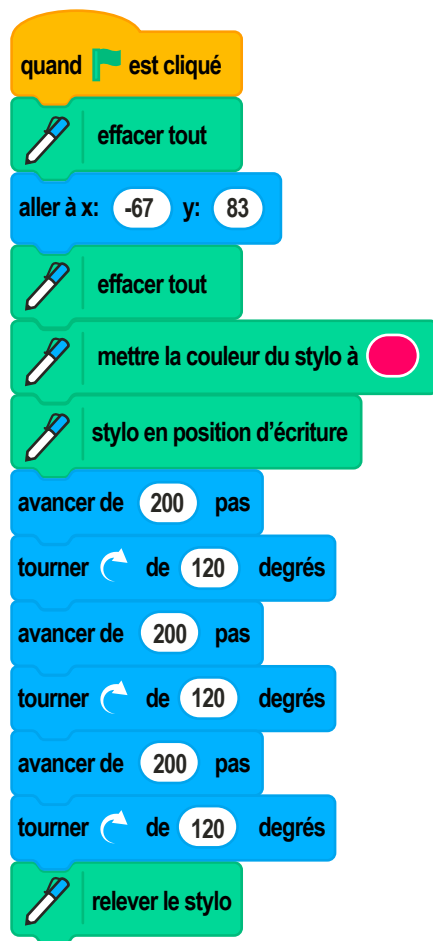 quand est cliqué
effacer tout
aller à x: -67 y: 83
effacer tout
mettre la couleur du stylo à
stylo en position d’écriture
avancer de 200 pas
tourner de 120 degrés
avancer de 200 pas
tourner de 120 degrés
avancer de 200 pas
tourner de 120 degrés
relever le stylo